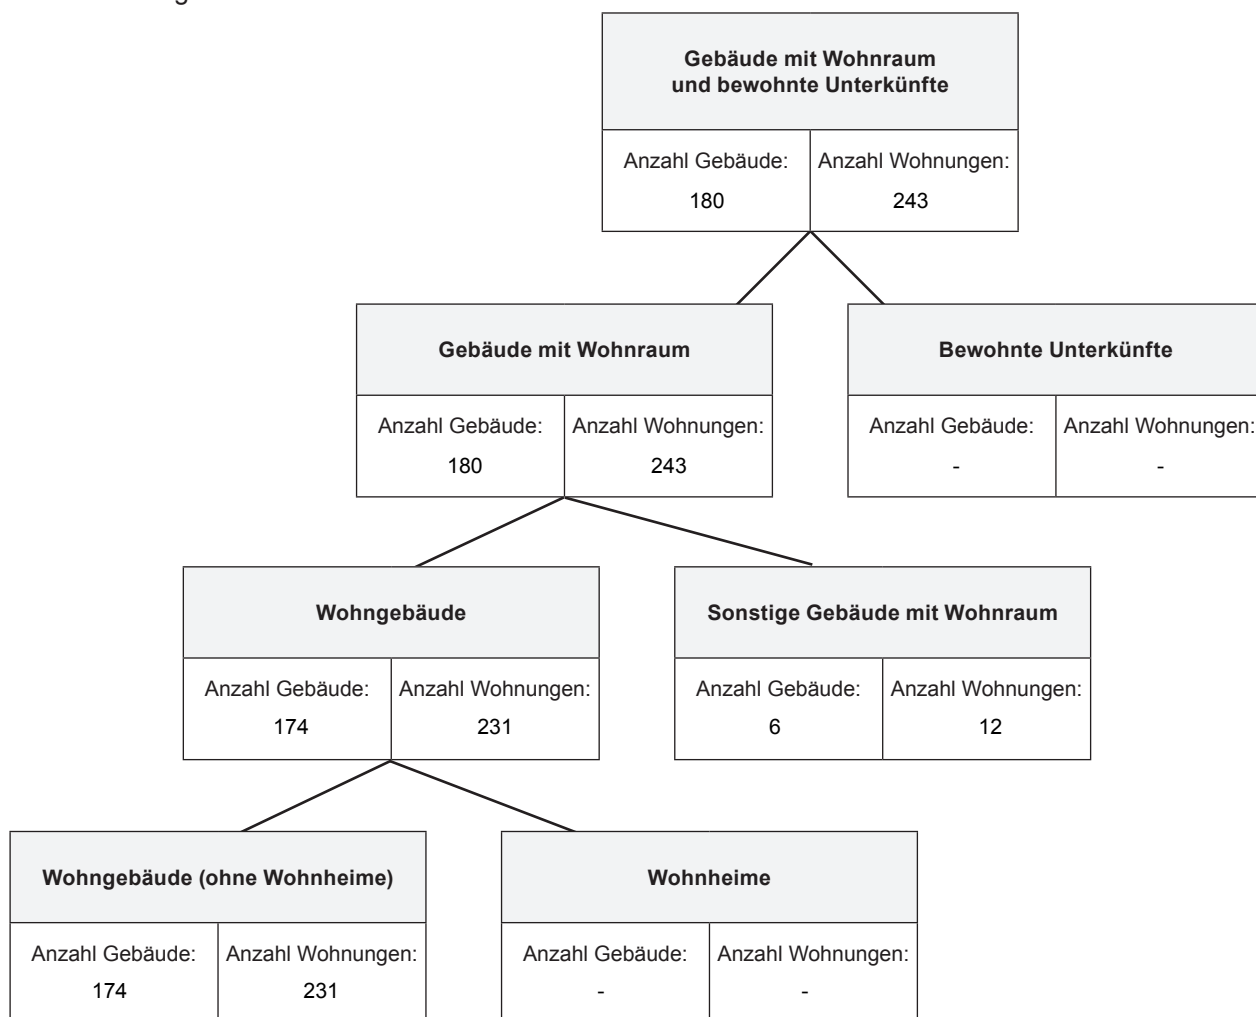 Gebäude mit Wohnraum
und bewohnte Unterkünfte
Anzahl Gebäude: Anzahl Wohnungen:
180 243
Gebäude mit Wohnraum Bewohnte Unterkünfte
Anzahl Gebäude: Anzahl Wohnungen: Anzahl Gebäude: Anzahl Wohnungen:
180 243 - -
Wohngebäude Sonstige Gebäude mit Wohnraum
Anzahl Gebäude: Anzahl Wohnungen: Anzahl Gebäude: Anzahl Wohnungen:
174 231 6 12
Wohngebäude (ohne Wohnheime) Wohnheime
Anzahl Gebäude: Anzahl Wohnungen: Anzahl Gebäude: Anzahl Wohnungen:
174 231 - -